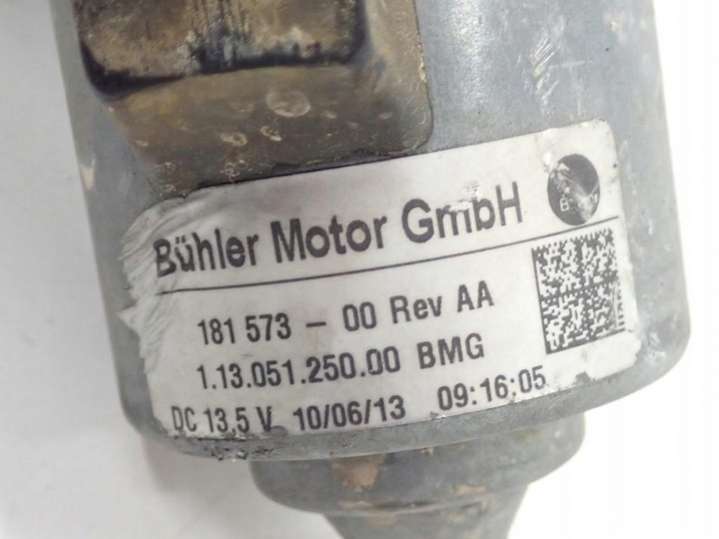 Bühler Motor GmbH
181 573 - 00 Rev AA
1.13.051.250.00 BMG
DC 13,5 V 10/06/13 09:16:05